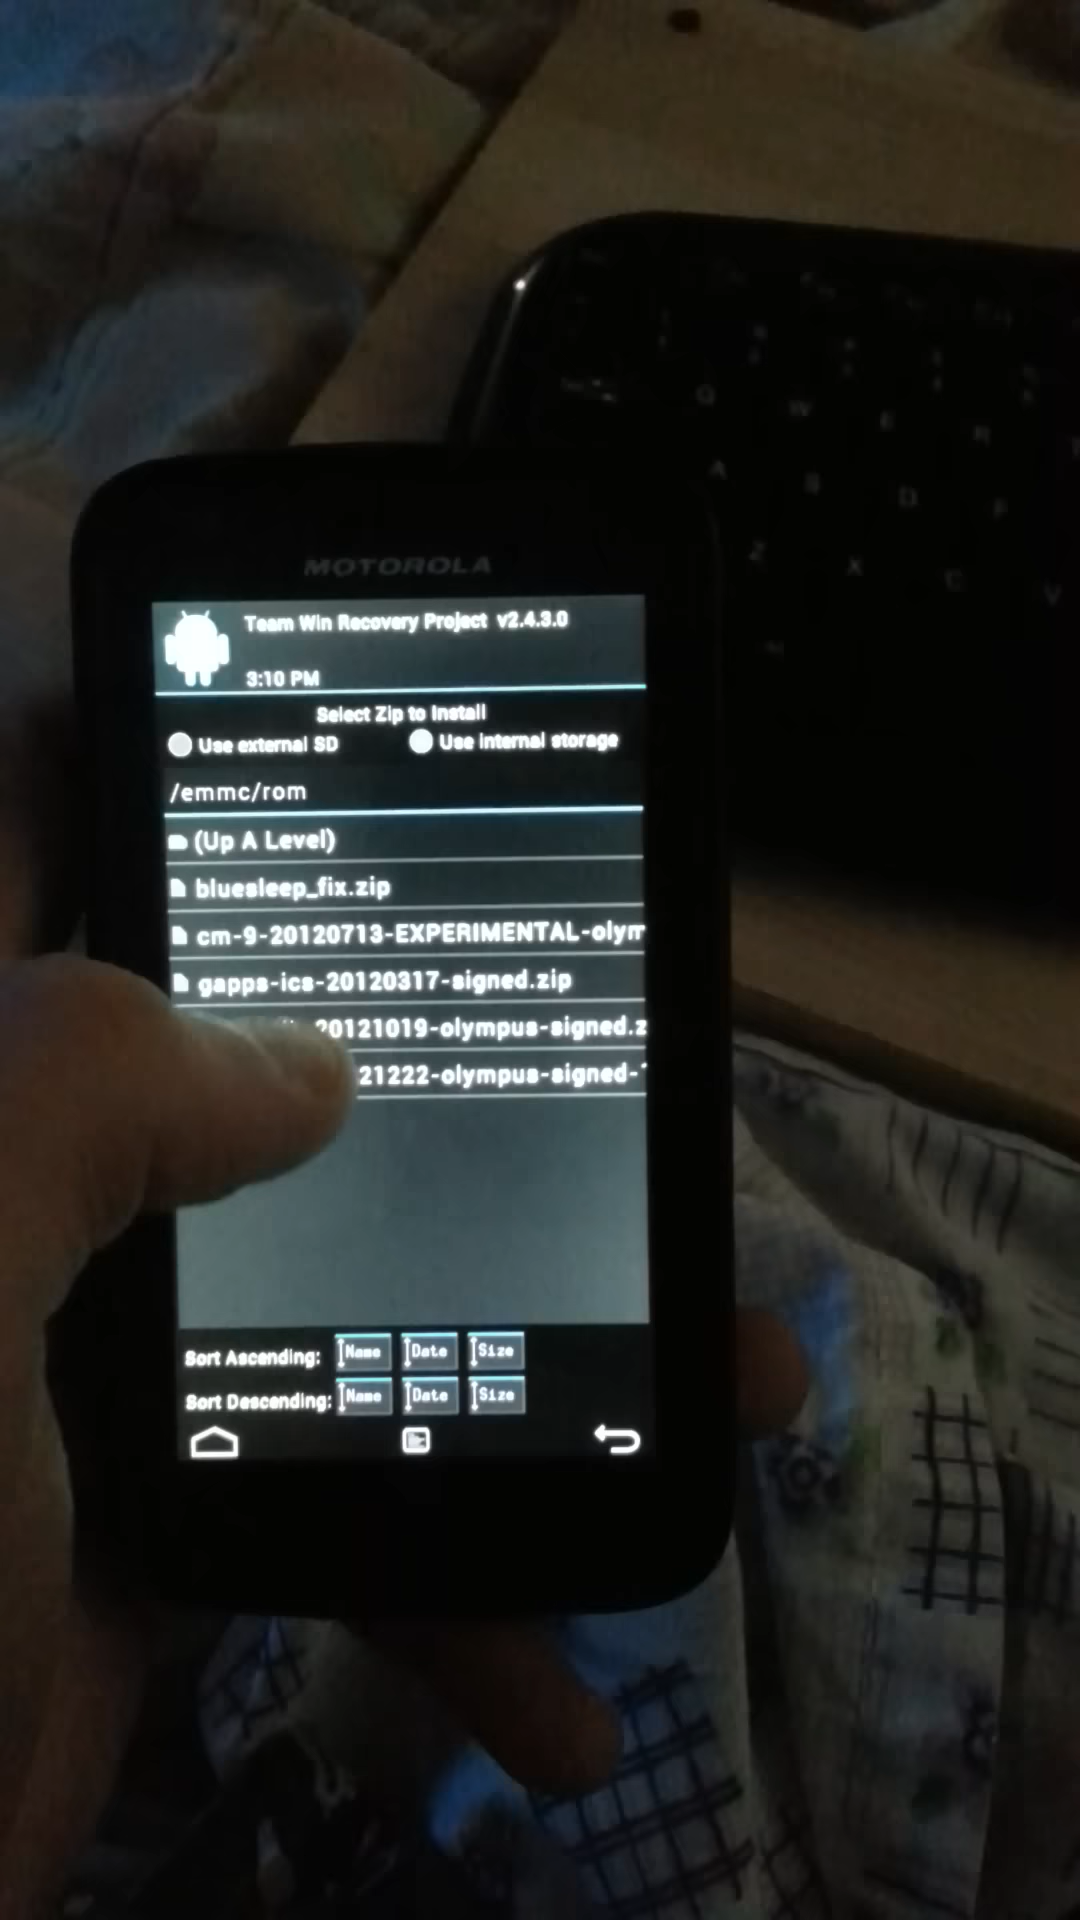 MOTOROLA
Team Win Recovery Project v2.4.3.0
3:10 PM
Select Zip to Install
Use external SD
Use internal storage
/emmc/rom
(Up A Level)
bluesleep_fix.zip
cm-9-20120713-EXPERIMENTAL-olym
gapps-ics-20120317-signed.zip
20121019-olympus-signed.z
21222-olympus-signed-
Sort Ascending: Name Date Size
Sort Descending: Name Date Size
Q W E R
A S D F
Z X C V